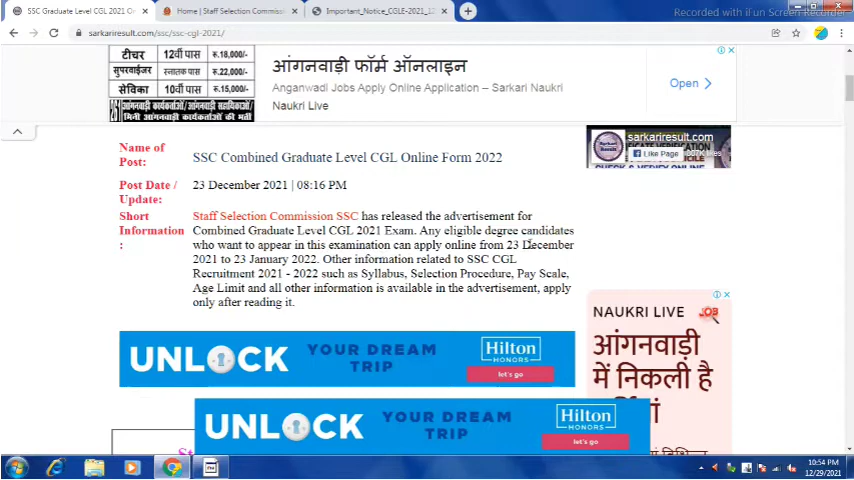 SSC Graduate Level CGL 2021 On
Home | Staff Selection Commissi
Important_Notice_CGLE-2021_12
Recorded with iFun Screen Recorder
sarkariresult.com/ssc/ssc-cgl-2021/
टीचर 12वीं पास रु.18,000/-
सुपरवाईजर स्नातक पास रु.22,000/-
सेविका 10वीं पास रु.15,000/-
आंगनवाड़ी फॉर्म ऑनलाइन
Anganwadi Jobs Apply Online Application – Sarkari Naukri
Naukri Live
Open
Name of
Post:
SSC Combined Graduate Level CGL Online Form 2022
sarkariresult.com
Like Page
Post Date /
Update:
23 December 2021 | 08:16 PM
Short
Information
:
Staff Selection Commission SSC has released the advertisement for
Combined Graduate Level CGL 2021 Exam. Any eligible degree candidates
who want to appear in this examination can apply online from 23 December
2021 to 23 January 2022. Other information related to SSC CGL
Recruitment 2021 - 2022 such as Syllabus, Selection Procedure, Pay Scale,
Age Limit and all other information is available in the advertisement, apply
only after reading it.
NAUKRI LIVE
JOB
आंगनवाड़ी
में निकली है
UNLOCK YOUR DREAM
TRIP
Hilton
HONORS
let's go
UNLOCK YOUR DREAM
TRIP
Hilton
HONORS
let's go
10:54 PM
12/29/2021